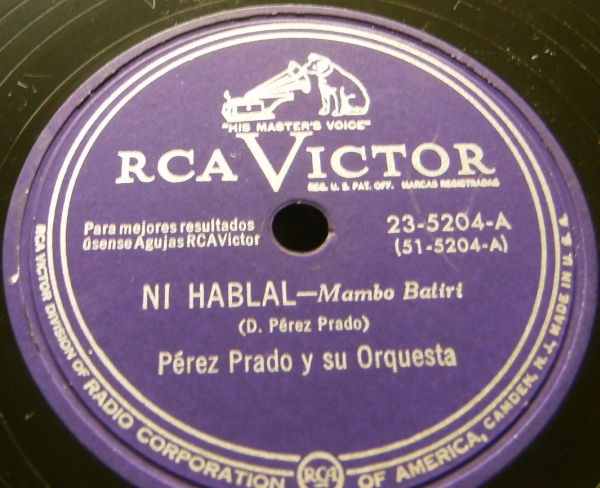 "HIS MASTER'S VOICE"
RCA VICTOR
REG. U. S. PAT. OFF. MARCAS REGISTRADAS
Para mejores resultados
úsense Agujas RCA Victor
23-5204-A
(51-5204-A)
NI HABLAL—Mambo Batiri
(D. Pérez Prado)
Pérez Prado y su Orquesta
RCA VICTOR DIVISION OF RADIO CORPORATION OF AMERICA, CAMDEN, N. J., MADE IN U. S. A.
RCA